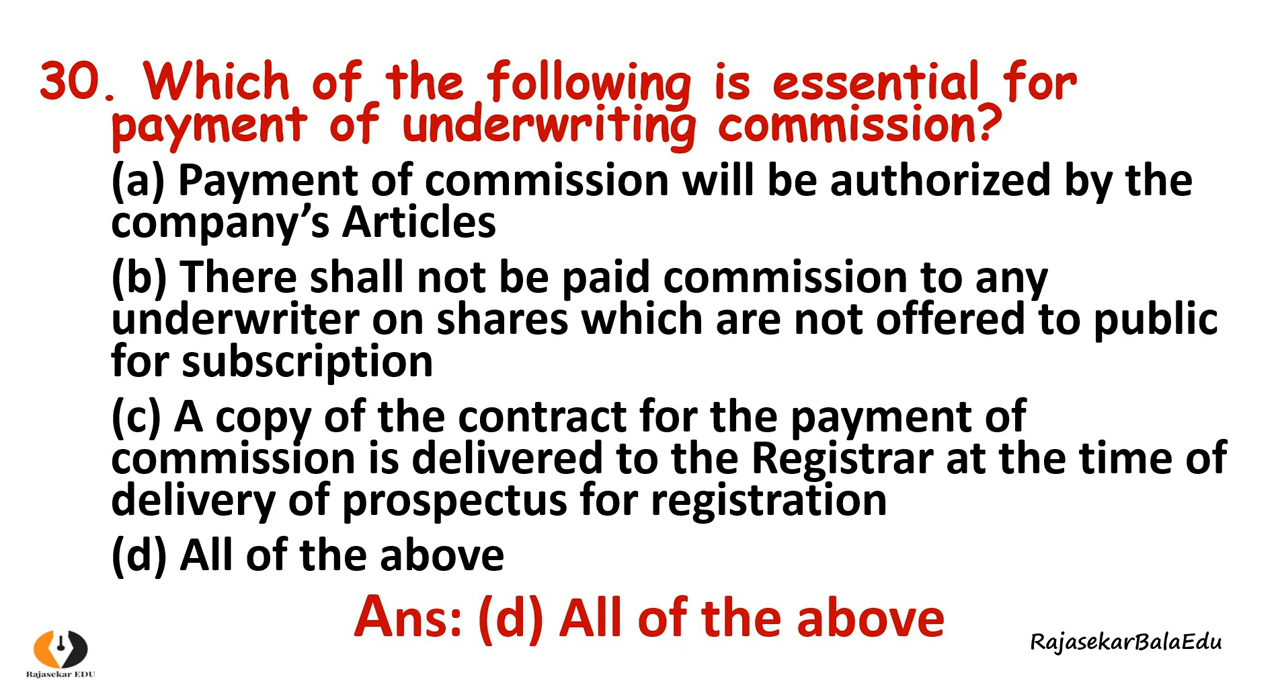 30. Which of the following is essential for
payment of underwriting commission?
(a) Payment of commission will be authorized by the
company’s Articles
(b) There shall not be paid commission to any
underwriter on shares which are not offered to public
for subscription
(c) A copy of the contract for the payment of
commission is delivered to the Registrar at the time of
delivery of prospectus for registration
(d) All of the above
Ans: (d) All of the above
RajasekarBalaEdu
Rajasekar EDU